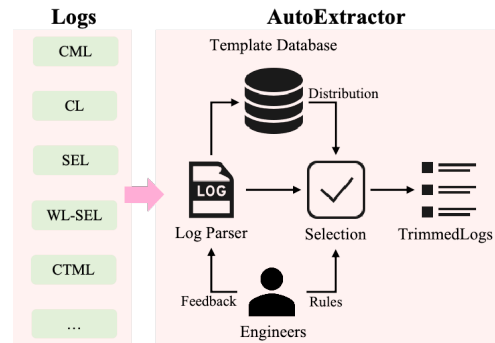 Logs
CML
CL
SEL
WL-SEL
CTML
...
AutoExtractor
Template Database
Distribution
LOG
Log Parser
Selection
TrimmedLogs
Feedback
Rules
Engineers